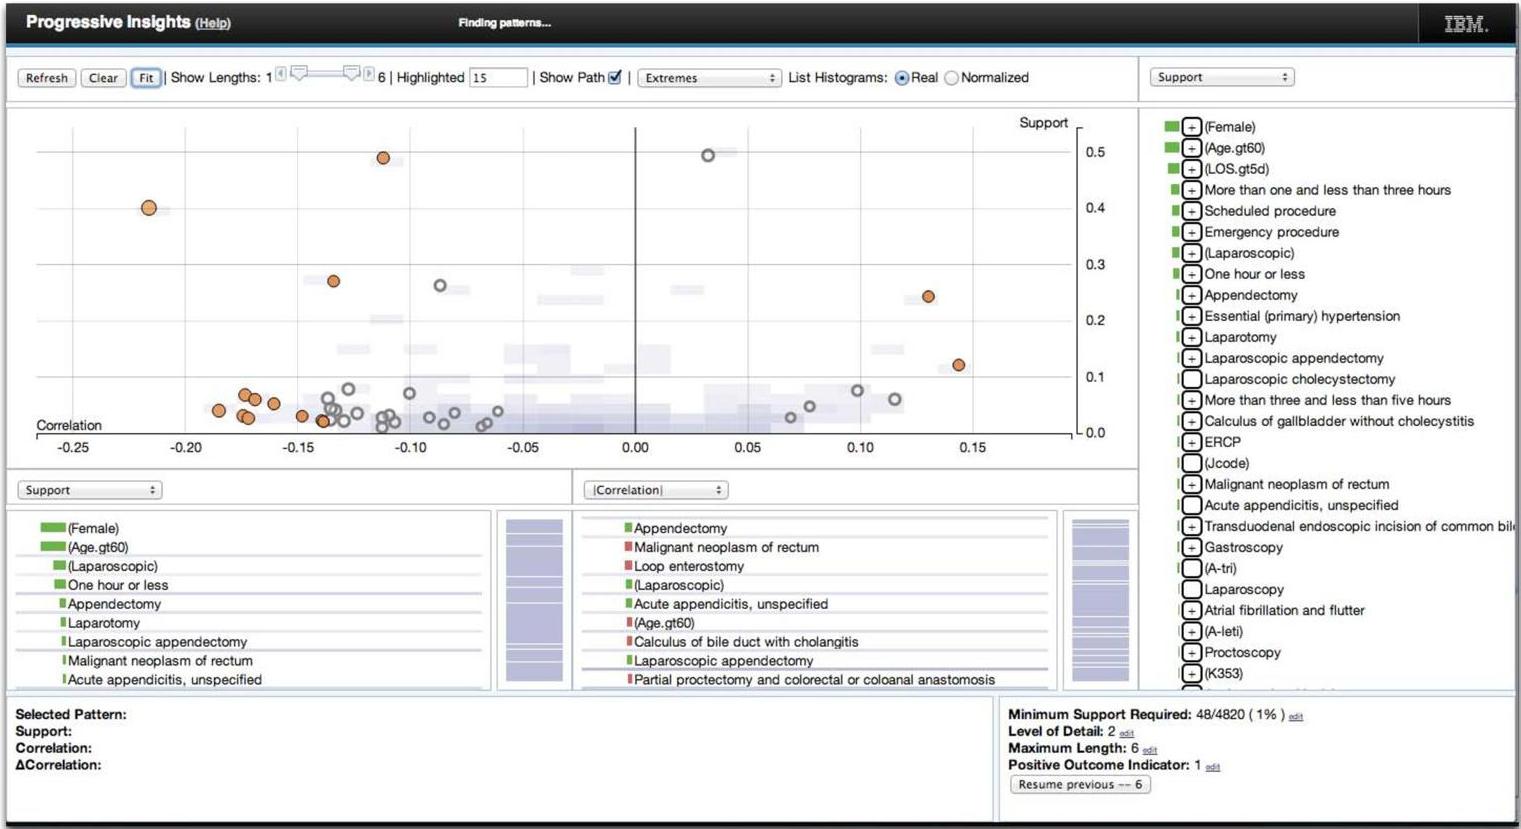 Progressive Insights (Help)
Finding patterns...
IBM.
Refresh Clear Fit | Show Lengths: 1 6 | Highlighted 15 | Show Path | Extremes List Histograms: Real Normalized
Support
Support
0.5
0.4
0.3
0.2
0.1
0.0
Correlation
-0.25 -0.20 -0.15 -0.10 -0.05 0.00 0.05 0.10 0.15
+ (Female)
+ (Age.gt60)
+ (LOS.gt5d)
+ More than one and less than three hours
+ Scheduled procedure
+ Emergency procedure
+ (Laparoscopic)
+ One hour or less
+ Appendectomy
+ Essential (primary) hypertension
+ Laparotomy
+ Laparoscopic appendectomy
Laparoscopic cholecystectomy
+ More than three and less than five hours
+ Calculus of gallbladder without cholecystitis
+ ERCP
(Jcode)
+ Malignant neoplasm of rectum
Acute appendicitis, unspecified
+ Transduodenal endoscopic incision of common bil
+ Gastroscopy
(A-tri)
Laparoscopy
+ Atrial fibrillation and flutter
+ (A-leti)
+ Proctoscopy
+ (K353)
Support
(Female)
(Age.gt60)
(Laparoscopic)
One hour or less
Appendectomy
Laparotomy
Laparoscopic appendectomy
Malignant neoplasm of rectum
Acute appendicitis, unspecified
|Correlation|
Appendectomy
Malignant neoplasm of rectum
Loop enterostomy
(Laparoscopic)
Acute appendicitis, unspecified
(Age.gt60)
Calculus of bile duct with cholangitis
Laparoscopic appendectomy
Partial proctectomy and colorectal or coloanal anastomosis
Selected Pattern:
Support:
Correlation:
ΔCorrelation:
Minimum Support Required: 48/4820 ( 1% ) edit
Level of Detail: 2 edit
Maximum Length: 6 edit
Positive Outcome Indicator: 1 edit
Resume previous -- 6